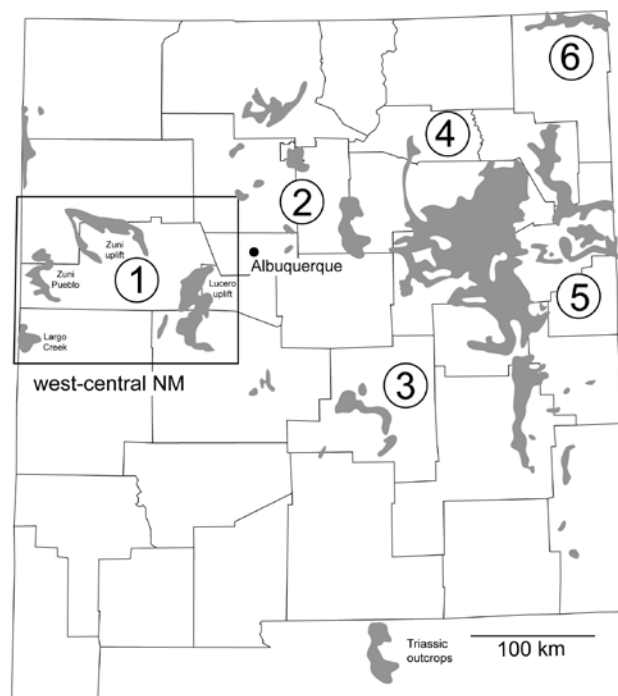 6
4
2
Zuni
uplift
Albuquerque
Zuni
Pueblo
1
Lucero
uplift
5
Largo
Creek
west-central NM
3
Triassic
outcrops
100 km